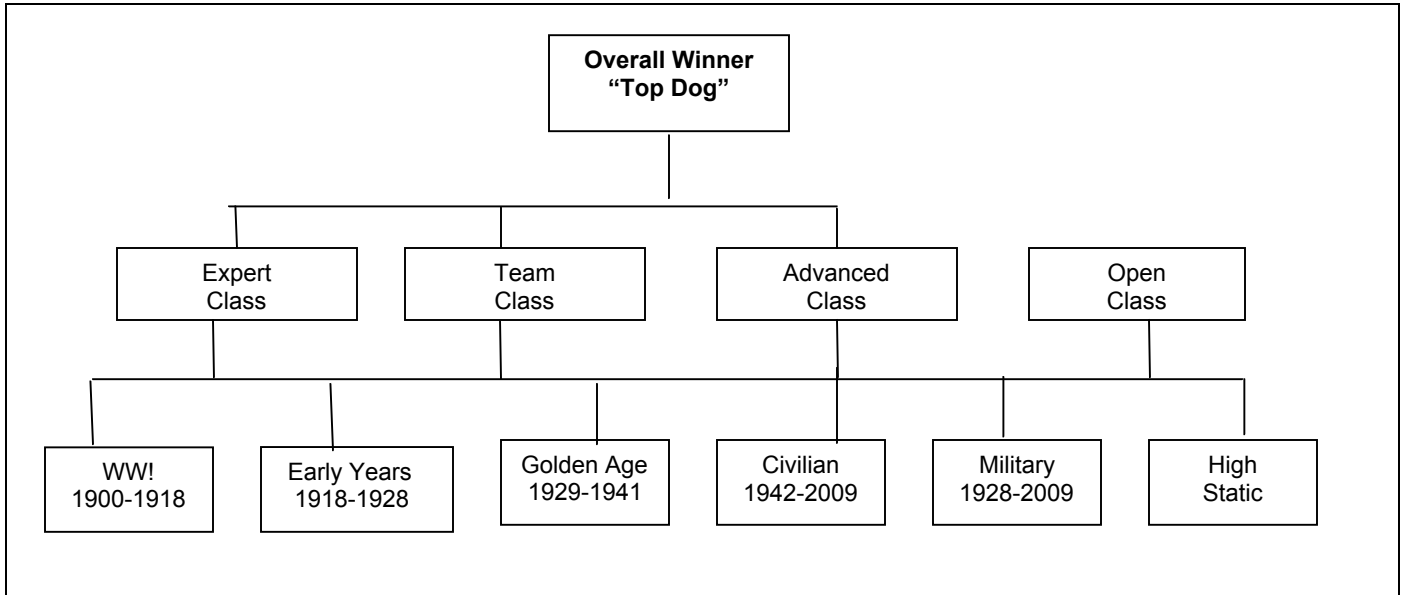 Overall Winner
“Top Dog”
Expert
Class
Team
Class
Advanced
Class
Open
Class
WW!
1900-1918
Early Years
1918-1928
Golden Age
1929-1941
Civilian
1942-2009
Military
1928-2009
High
Static